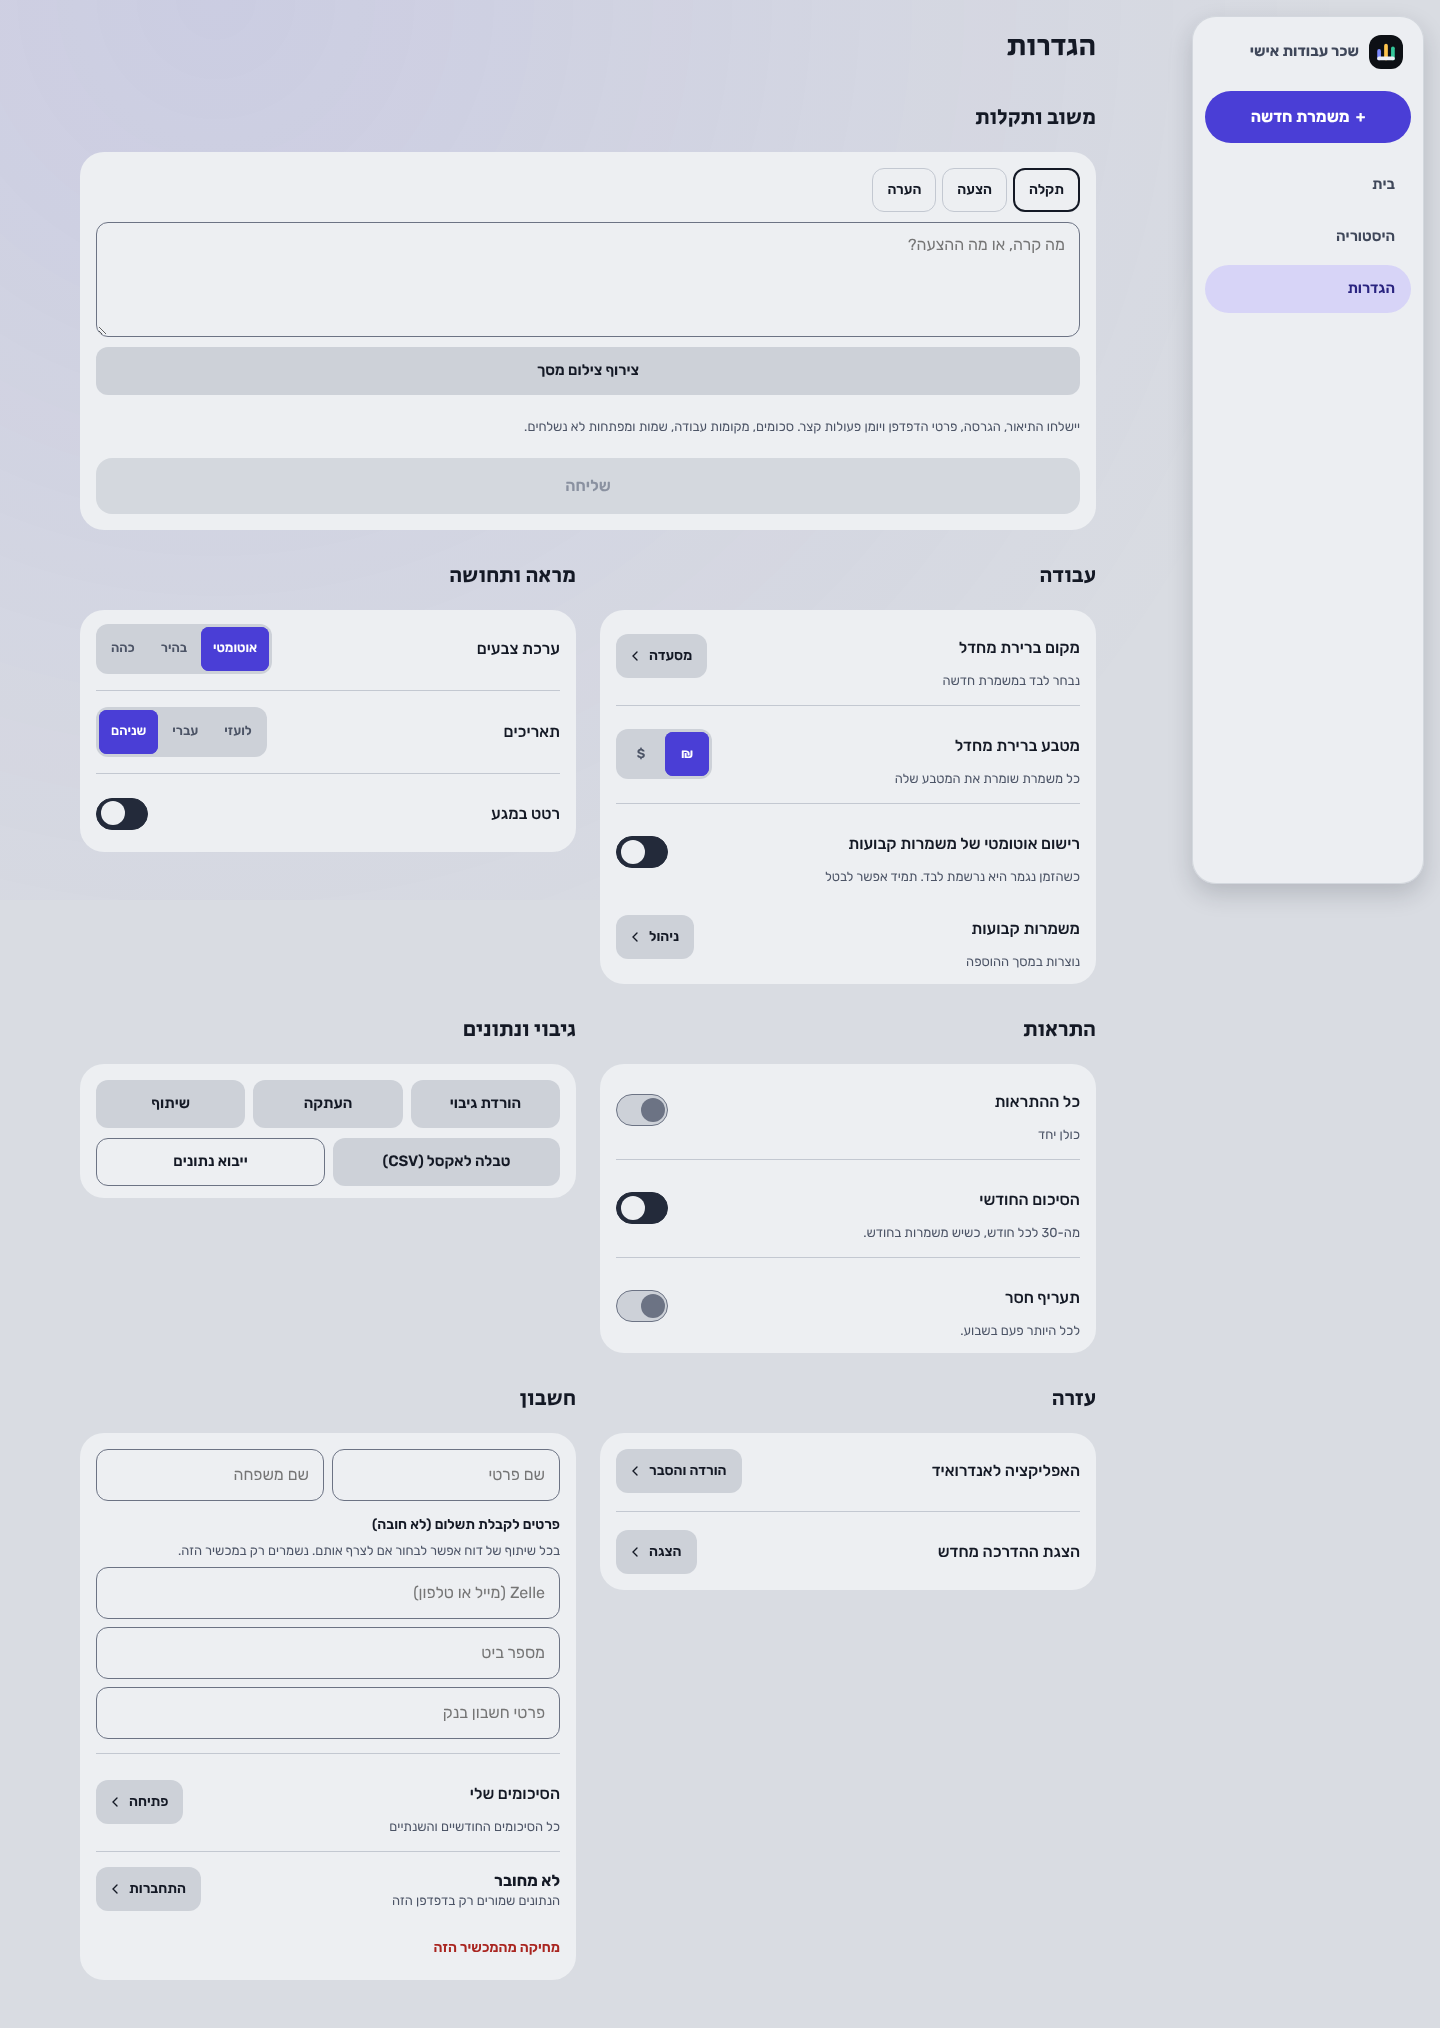 שכר עבודות אישי
+ משמרת חדשה
בית
היסטוריה
הגדרות
הגדרות
משוב ותקלות
תקלה
הצעה
הערה
מה קרה, או מה ההצעה?
צירוף צילום מסך
יישלחו התיאור, הגרסה, פרטי הדפדפן ויומן פעולות קצר. סכומים, מקומות עבודה, שמות ומפתחות לא נשלחים.
שליחה
עבודה
מקום ברירת מחדל
נבחר לבד במשמרת חדשה
מסעדה
מטבע ברירת מחדל
כל משמרת שומרת את המטבע שלה
₪
$
רישום אוטומטי של משמרות קבועות
כשהזמן נגמר היא נרשמת לבד. תמיד אפשר לבטל
משמרות קבועות
נוצרות במסך ההוספה
ניהול
מראה ותחושה
ערכת צבעים
אוטומטי
בהיר
כהה
תאריכים
לועזי
עברי
שניהם
רטט במגע
התראות
כל ההתראות
כולן יחד
הסיכום החודשי
מה-30 לכל חודש, כשיש משמרות בחודש.
תעריף חסר
לכל היותר פעם בשבוע.
גיבוי ונתונים
הורדת גיבוי
העתקה
שיתוף
טבלה לאקסל (CSV)
ייבוא נתונים
עזרה
האפליקציה לאנדרואיד
הורדה והסבר
הצגת ההדרכה מחדש
הצגה
חשבון
שם פרטי
שם משפחה
פרטים לקבלת תשלום (לא חובה)
בכל שיתוף של דוח אפשר לבחור אם לצרף אותם. נשמרים רק במכשיר הזה.
Zelle (מייל או טלפון)
מספר ביט
פרטי חשבון בנק
הסיכומים שלי
כל הסיכומים החודשיים והשנתיים
פתיחה
לא מחובר
הנתונים שמורים רק בדפדפן הזה
התחברות
מחיקה מהמכשיר הזה